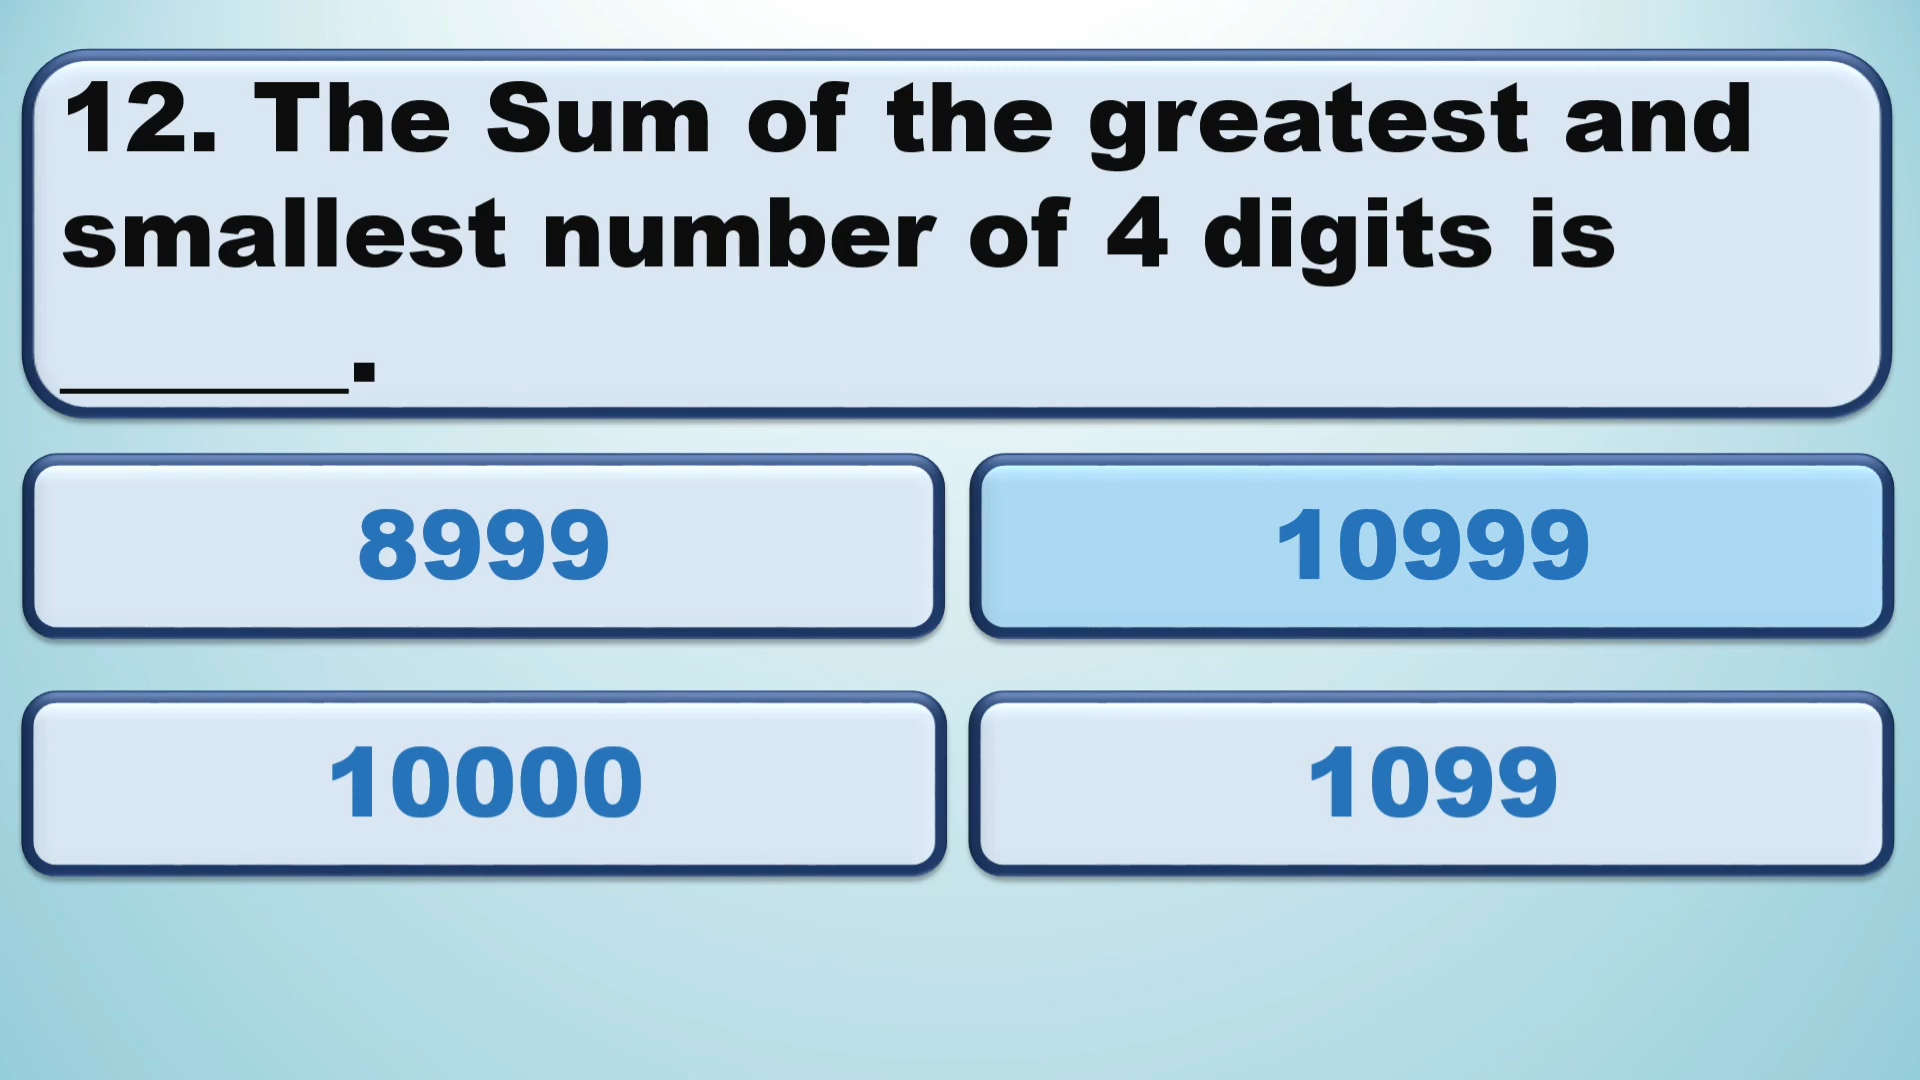 12. The Sum of the greatest and
smallest number of 4 digits is
______.
8999
10999
10000
1099